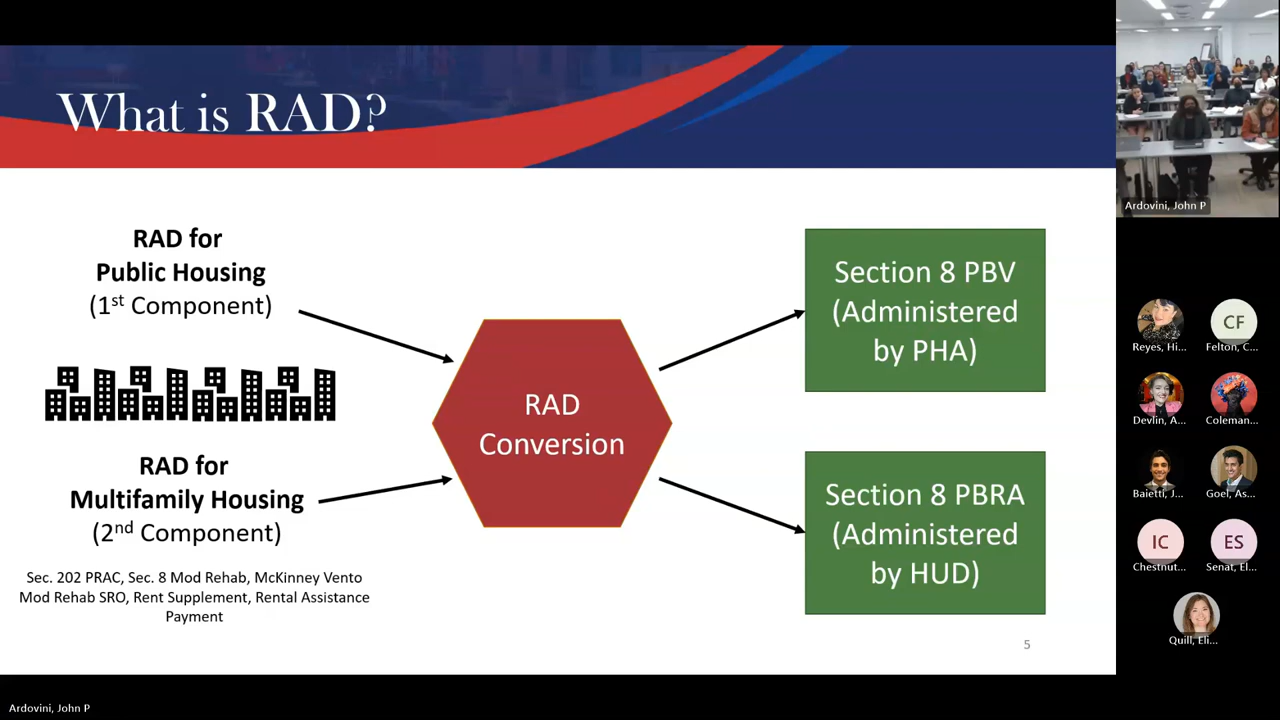 What is RAD?
RAD for
Public Housing
(1st Component)
RAD for
Multifamily Housing
(2nd Component)
Sec. 202 PRAC, Sec. 8 Mod Rehab, McKinney Vento
Mod Rehab SRO, Rent Supplement, Rental Assistance
Payment
RAD
Conversion
Section 8 PBV
(Administered
by PHA)
Section 8 PBRA
(Administered
by HUD)
5
Ardovini, John P
Reyes, Hi...
CF
Felton, C...
Devlin, A...
Coleman...
Baietti, J...
Goel, As...
IC
Chestnut...
ES
Senat, El...
Quill, Eli...
Ardovini, John P